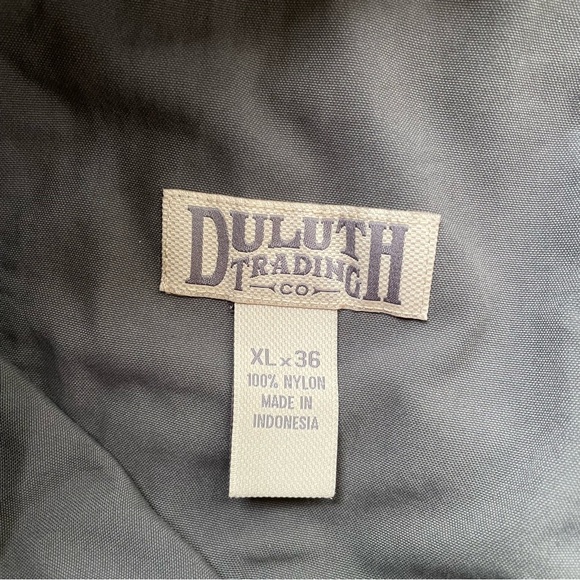 DULUTH
TRADING
CO
XL x 36
100% NYLON
MADE IN
INDONESIA